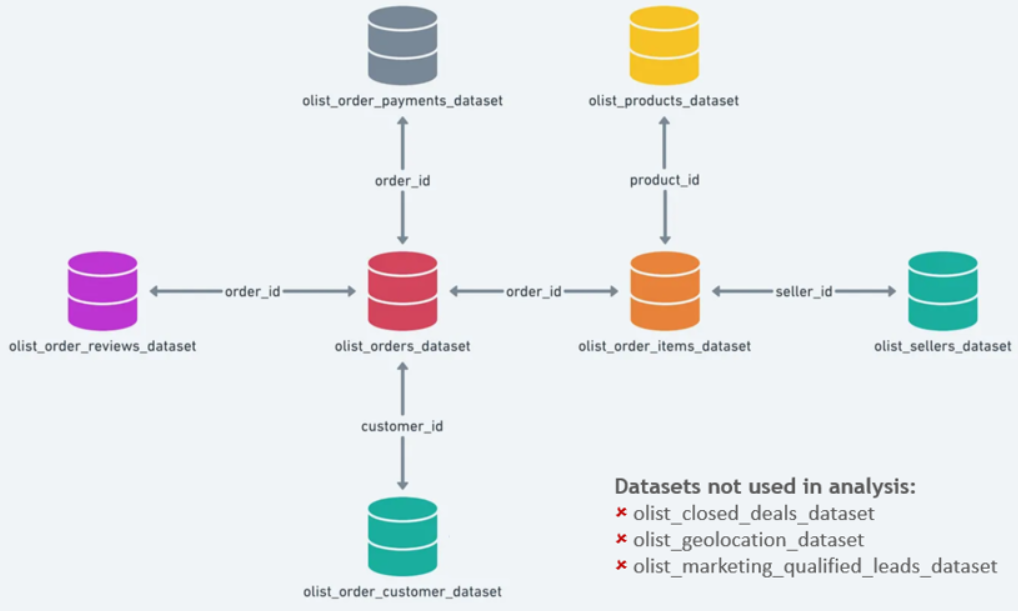 olist_order_payments_dataset
olist_products_dataset
order_id
product_id
order_id
order_id
seller_id
olist_order_reviews_dataset
olist_orders_dataset
olist_order_items_dataset
olist_sellers_dataset
customer_id
Datasets not used in analysis:
× olist_closed_deals_dataset
× olist_geolocation_dataset
× olist_marketing_qualified_leads_dataset
olist_order_customer_dataset